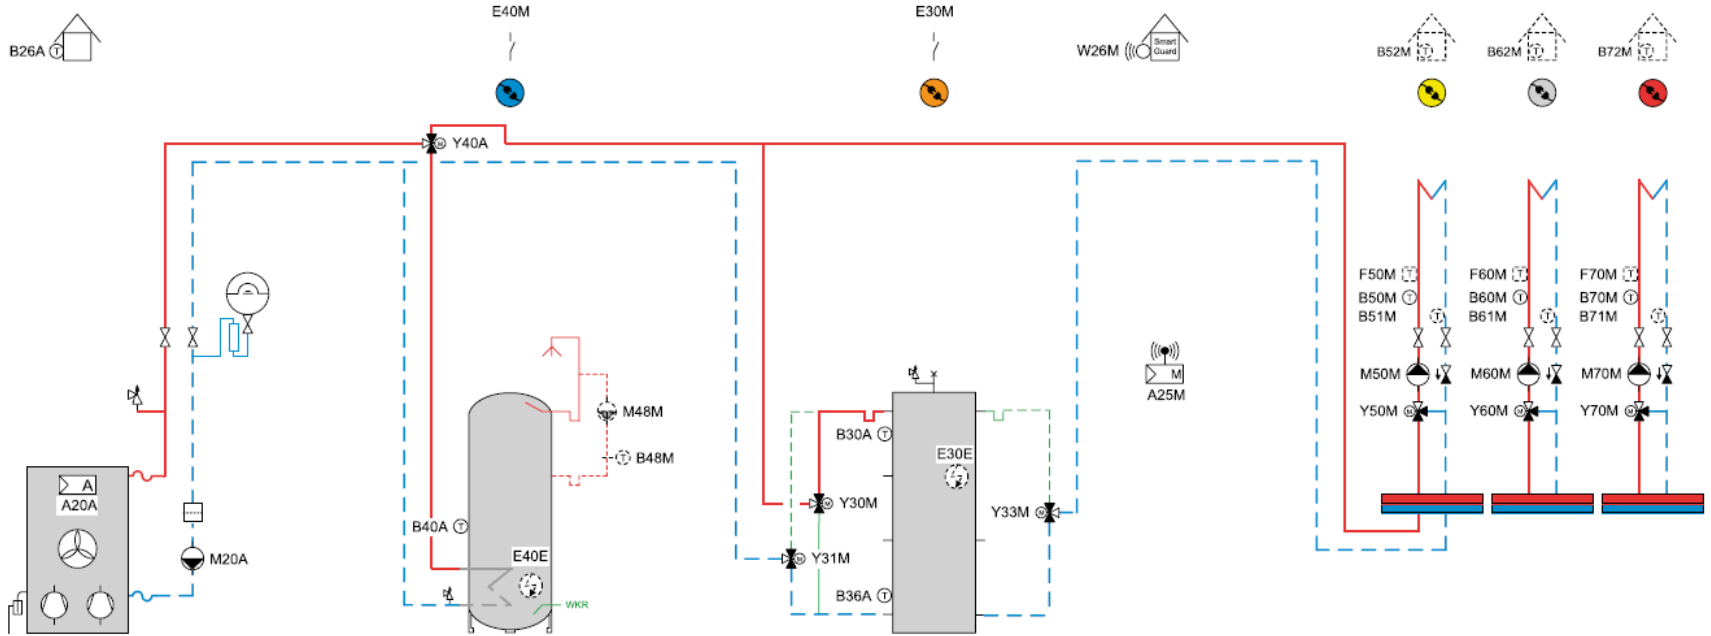 E40M
E30M
B26A T
W26M
Smart
Guard
B52M T
B62M T
B72M T
M Y40A
F50M T
F60M T
F70M T
B50M T
B60M T
B70M T
B51M T
B61M T
B71M T
M
A25M
M50M
M60M
M70M
M48M
Y50M M
Y60M M
Y70M M
B30A T
T B48M
E30E
A
A20A
M Y30M
Y33M M
B40A T
M20A
E40E
M Y31M
B36A T
WKR